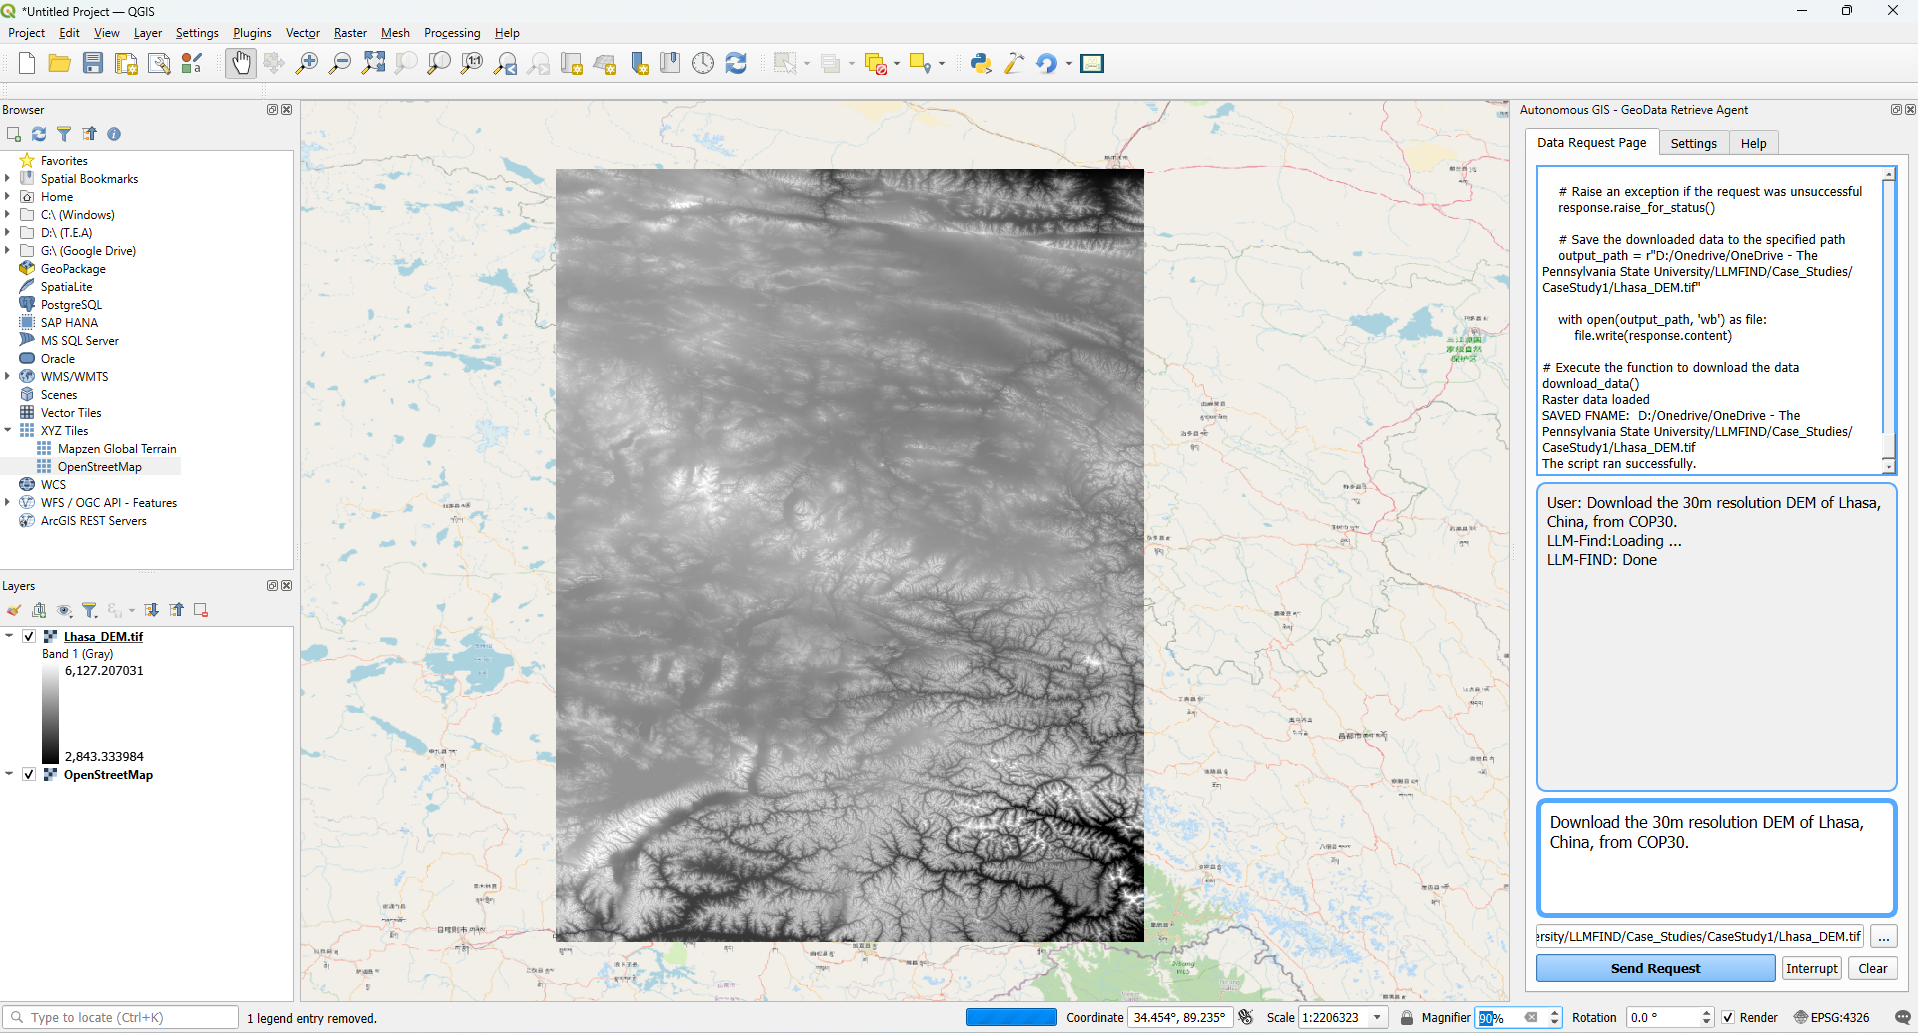 *Untitled Project — QGIS
Project Edit View Layer Settings Plugins Vector Raster Mesh Processing Help
Browser
Favorites
Spatial Bookmarks
Home
C:\ (Windows)
D:\ (T.E.A)
G:\ (Google Drive)
GeoPackage
SpatiaLite
PostgreSQL
SAP HANA
MS SQL Server
Oracle
WMS/WMTS
Scenes
Vector Tiles
XYZ Tiles
Mapzen Global Terrain
OpenStreetMap
WCS
WFS / OGC API - Features
ArcGIS REST Servers
Layers
Lhasa_DEM.tif
Band 1 (Gray)
6,127.207031
2,843.333984
OpenStreetMap
Autonomous GIS - GeoData Retrieve Agent
Data Request Page Settings Help
# Raise an exception if the request was unsuccessful
response.raise_for_status()
# Save the downloaded data to the specified path
output_path = r"D:/Onedrive/OneDrive - The
Pennsylvania State University/LLMFIND/Case_Studies/
CaseStudy1/Lhasa_DEM.tif"
with open(output_path, 'wb') as file:
file.write(response.content)
# Execute the function to download the data
download_data()
Raster data loaded
SAVED FNAME: D:/Onedrive/OneDrive - The
Pennsylvania State University/LLMFIND/Case_Studies/
CaseStudy1/Lhasa_DEM.tif
The script ran successfully.
User: Download the 30m resolution DEM of Lhasa,
China, from COP30.
LLM-Find:Loading ...
LLM-FIND: Done
Download the 30m resolution DEM of Lhasa,
China, from COP30.
ersity/LLMFIND/Case_Studies/CaseStudy1/Lhasa_DEM.tif ...
Send Request Interrupt Clear
Type to locate (Ctrl+K) 1 legend entry removed. Coordinate 34.454°, 89.235° Scale 1:2206323 Magnifier 90% Rotation 0.0 ° Render EPSG:4326